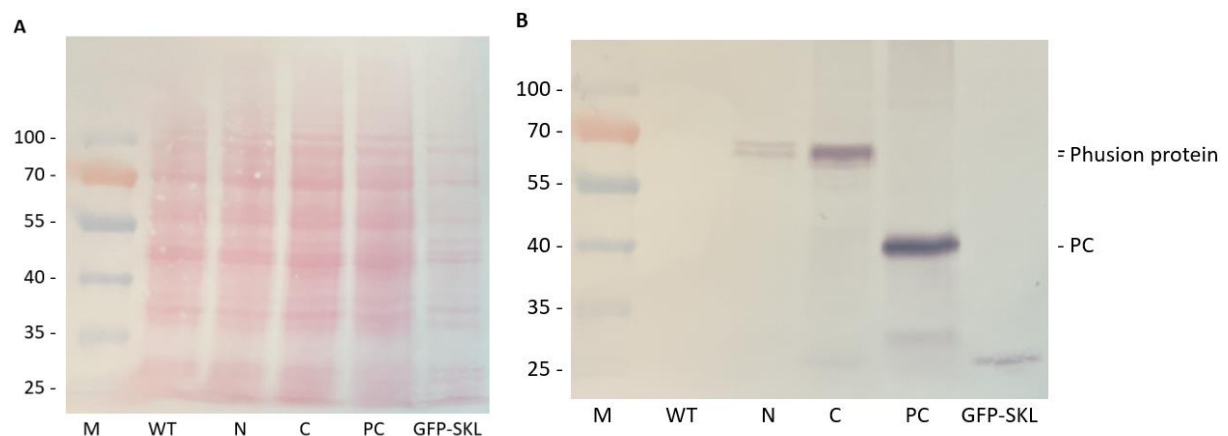 A
100 -
70 -
55 -
40 -
35 -
25 -
M WT N C PC GFP-SKL
B
100 -
70 -
55 -
40 -
35 -
25 -
= Phusion protein
- PC
M WT N C PC GFP-SKL